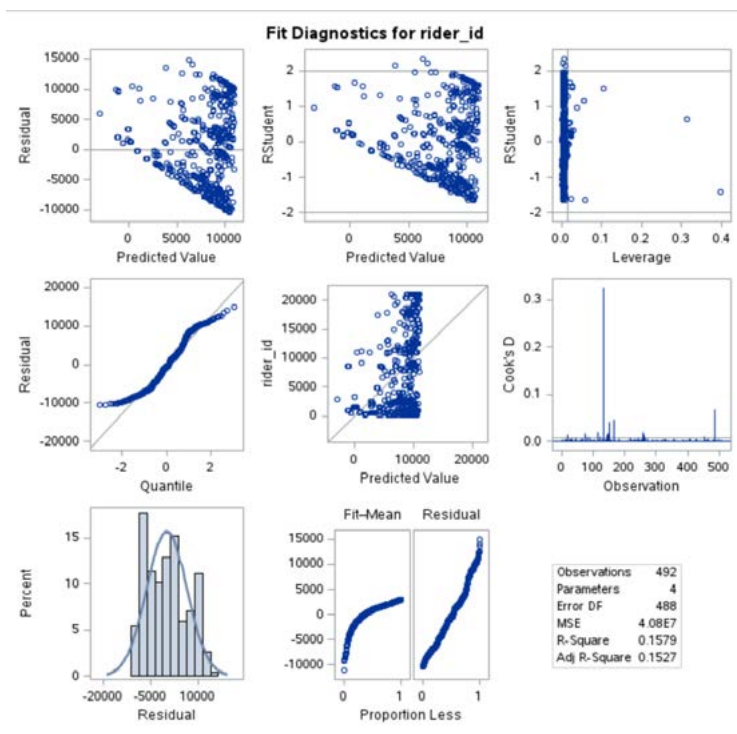 Fit Diagnostics for rider_id
15000
10000
5000
0
-5000
-10000
Residual
0 5000 10000
Predicted Value
2
1
0
-1
-2
RStudent
0 5000 10000
Predicted Value
2
1
0
-1
-2
RStudent
0.0 0.1 0.2 0.3 0.4
Leverage
20000
10000
0
-10000
-20000
Residual
-2 0 2
Quantile
20000
15000
10000
5000
0
rider_id
0 10000 20000
Predicted Value
0.3
0.1
0.0
Cook's D
0 100 200 300 400 500
Observation
15
10
5
0
Percent
-20000 -5000 10000
Residual
Fit–Mean Residual
15000
10000
5000
0
-5000
-10000
0 1 0 1
Proportion Less
Observations 492
Parameters 4
Error DF 488
MSE 4.08E7
R-Square 0.1579
Adj R-Square 0.1527